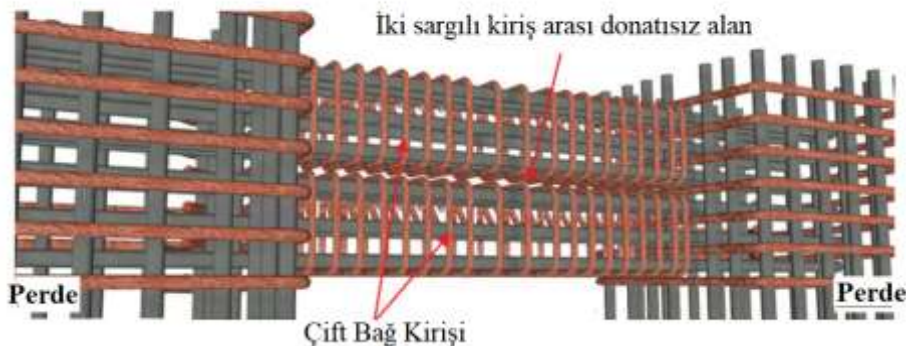 İki sargılı kiriş arası donatısız alan
Perde
Perde
Çift Bağ Kirişi